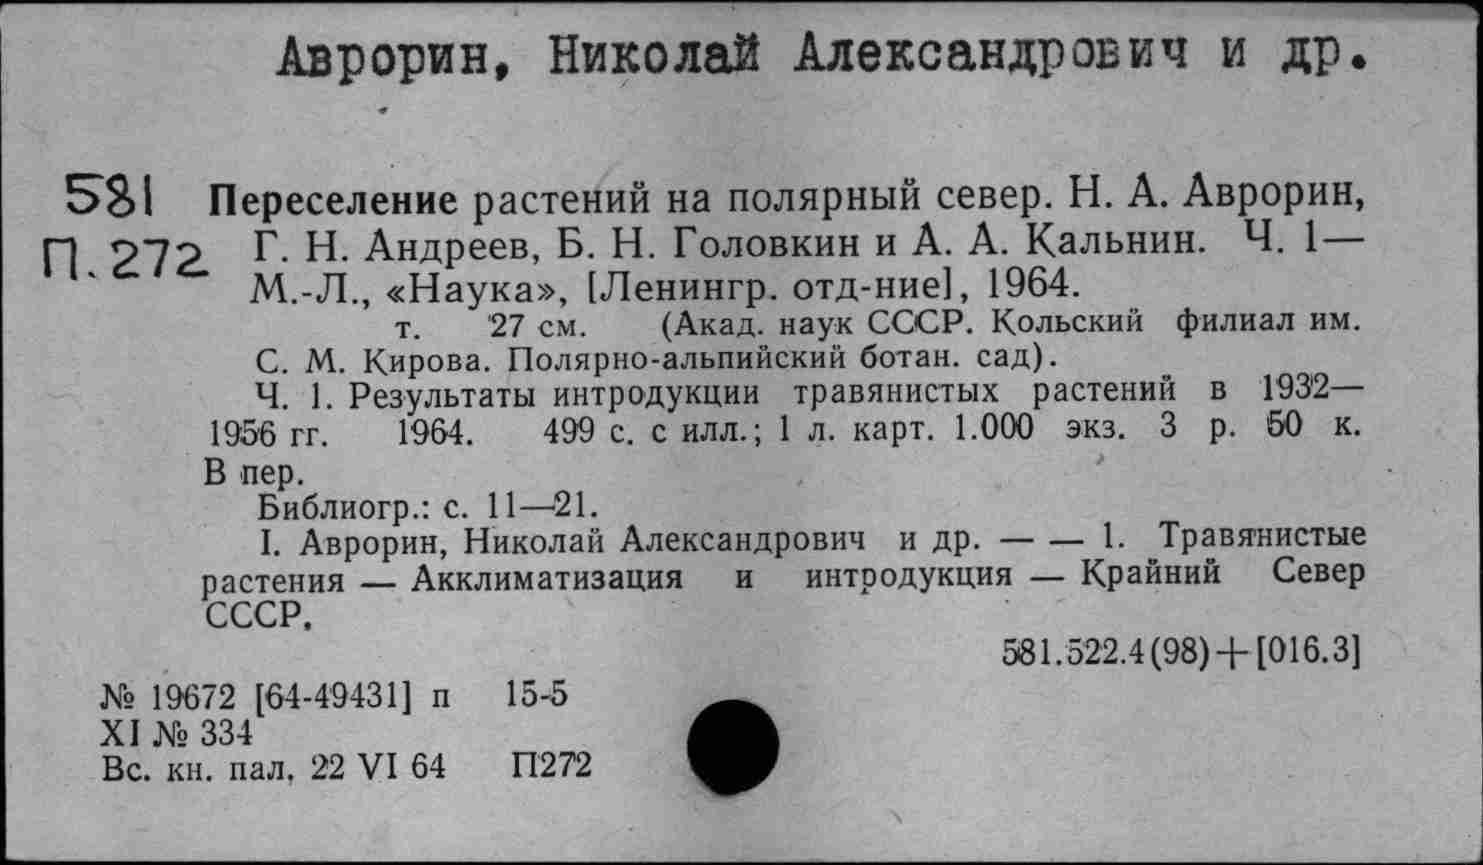 Аврорин, Николай Александрович и др.
581 Переселение растений на полярный север. Н. А. Аврорин,
П.272 Г. Н. Андреев, Б. Н. Головкин и А. А. Кальнин. Ч. 1—
М.-Л., «Наука», [Ленингр. отд-ние], 1964.
т. 27 см. (Акад. наук СССР. Кольский филиал им.
С. М. Кирова. Полярно-альпийский ботан. сад).
Ч. 1. Результаты интродукции травянистых растений в 1932—
1956 гг. 1964. 499 с. с илл.; 1 л. карт. 1.000 экз. 3 р. 50 к.
В пер.
Библиогр.: с. 11—21.
I. Аврорин, Николай Александрович и др. — — 1. Травянистые
растения — Акклиматизация и интродукция — Крайний Север
СССР.
581.522.4(98)+[016.3]
№ 19672 [64-49431] п 15-5
XI № 334
Вс. кн. пал. 22 VI 64 П272